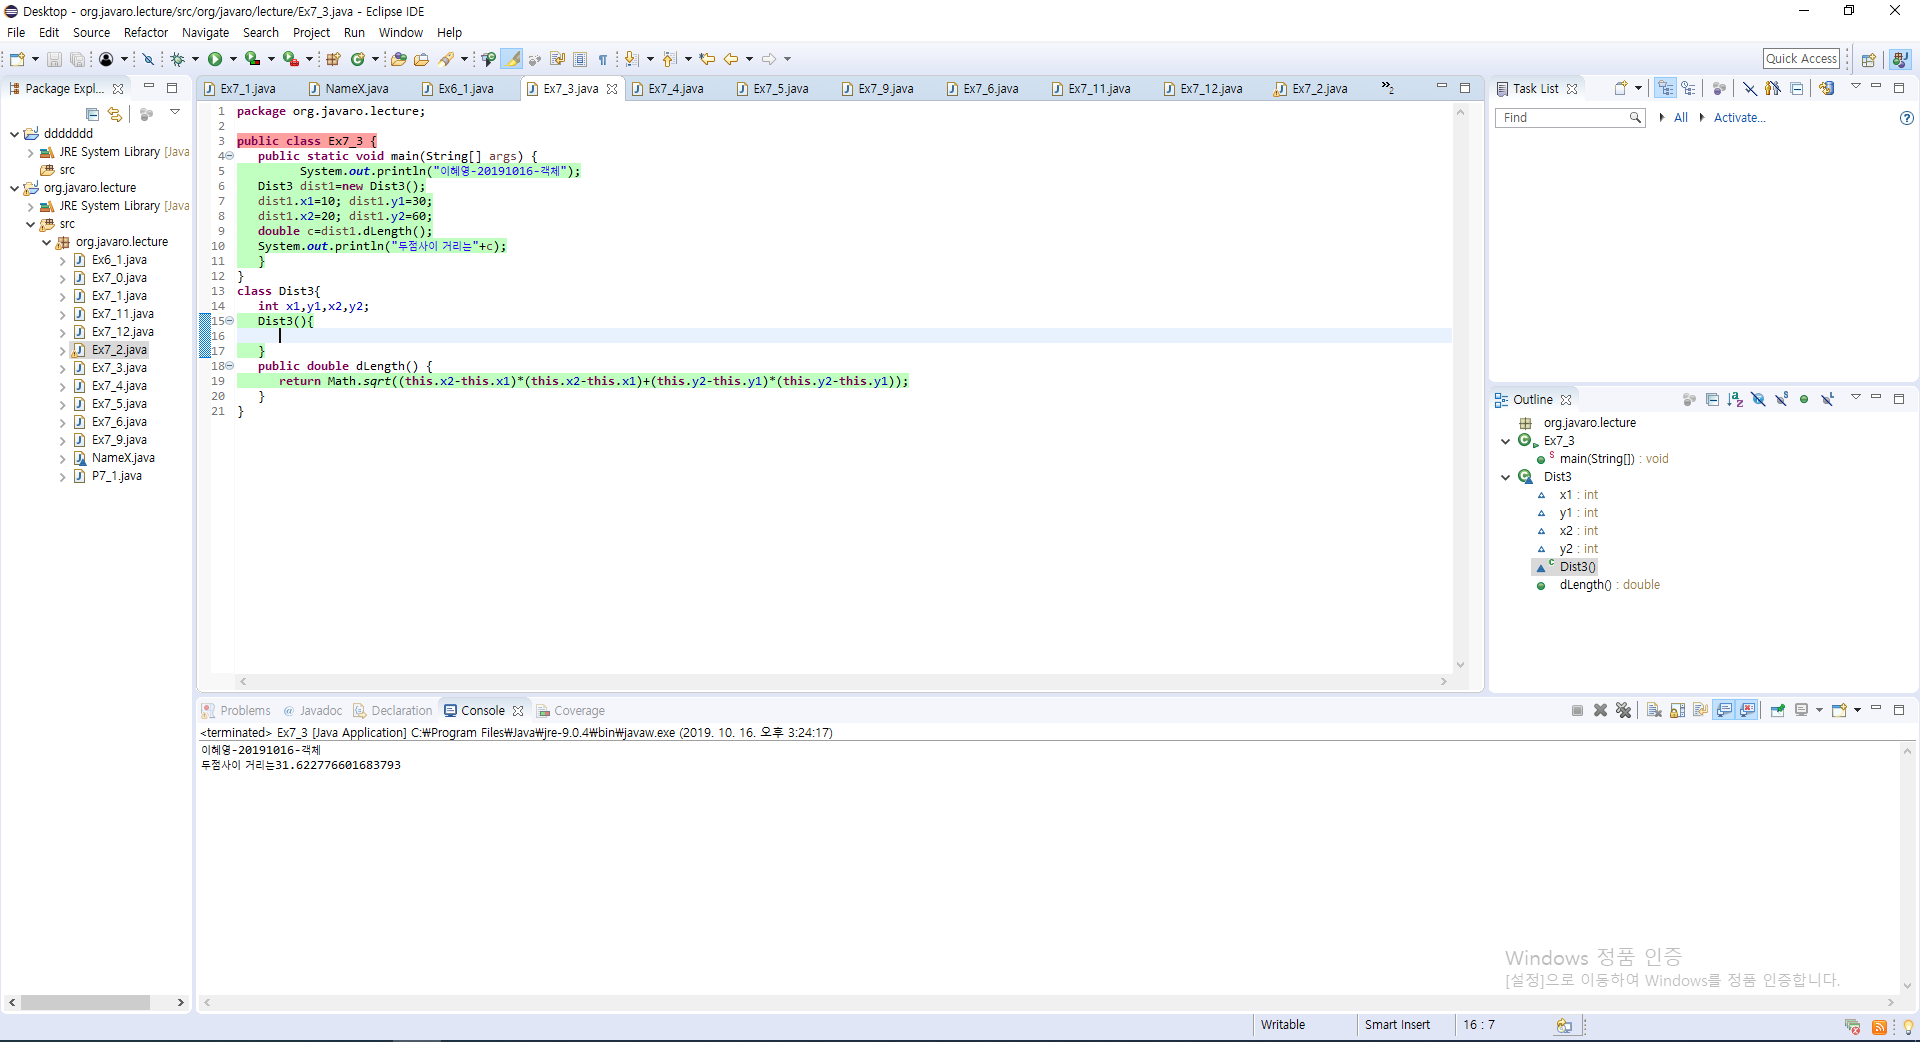 Desktop - org.javaro.lecture/src/org/javaro/lecture/Ex7_3.java - Eclipse IDE
File Edit Source Refactor Navigate Search Project Run Window Help
Quick Access
Package Expl...
ddddddd
JRE System Library [Java
src
org.javaro.lecture
JRE System Library [Java
src
org.javaro.lecture
Ex6_1.java
Ex7_0.java
Ex7_1.java
Ex7_11.java
Ex7_12.java
Ex7_2.java
Ex7_3.java
Ex7_4.java
Ex7_5.java
Ex7_6.java
Ex7_9.java
NameX.java
P7_1.java
Ex7_1.java NameX.java Ex6_1.java Ex7_3.java Ex7_4.java Ex7_5.java Ex7_9.java Ex7_6.java Ex7_11.java Ex7_12.java Ex7_2.java »2
1 package org.javaro.lecture;
2
3 public class Ex7_3 {
4 public static void main(String[] args) {
5 System.out.println("이혜영-20191016-객체");
6 Dist3 dist1=new Dist3();
7 dist1.x1=10; dist1.y1=30;
8 dist1.x2=20; dist1.y2=60;
9 double c=dist1.dLength();
10 System.out.println("두점사이 거리는"+c);
11 }
12 }
13 class Dist3{
14 int x1,y1,x2,y2;
15 Dist3(){
16
17 }
18 public double dLength() {
19 return Math.sqrt((this.x2-this.x1)*(this.x2-this.x1)+(this.y2-this.y1)*(this.y2-this.y1));
20 }
21 }
Task List
Find All Activate...
Outline
org.javaro.lecture
Ex7_3
main(String[]) : void
Dist3
x1 : int
y1 : int
x2 : int
y2 : int
Dist3()
dLength() : double
Problems @ Javadoc Declaration Console Coverage
<terminated> Ex7_3 [Java Application] C:₩Program Files₩Java₩jre-9.0.4₩bin₩javaw.exe (2019. 10. 16. 오후 3:24:17)
이혜영-20191016-객체
두점사이 거리는31.622776601683793
Windows 정품 인증
[설정]으로 이동하여 Windows를 정품 인증합니다.
Writable Smart Insert 16 : 7